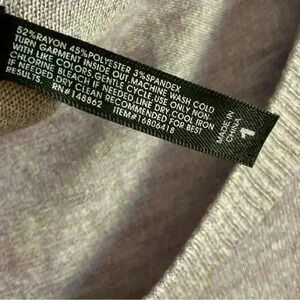 52%RAYON 45%POLYESTER 3%SPANDEX
TURN GARMENT INSIDE OUT. MACHINE WASH COLD
WITH LIKE COLORS. GENTLE CYCLE. USE ONLY NON-
CHLORINE BLEACH IF NEEDED. LINE DRY. COOL IRON
IF NEEDED. DRY CLEAN RECOMMENDED FOR BEST
RESULTS.
RN#148862
ITEM#16806418
MADE IN
CHINA